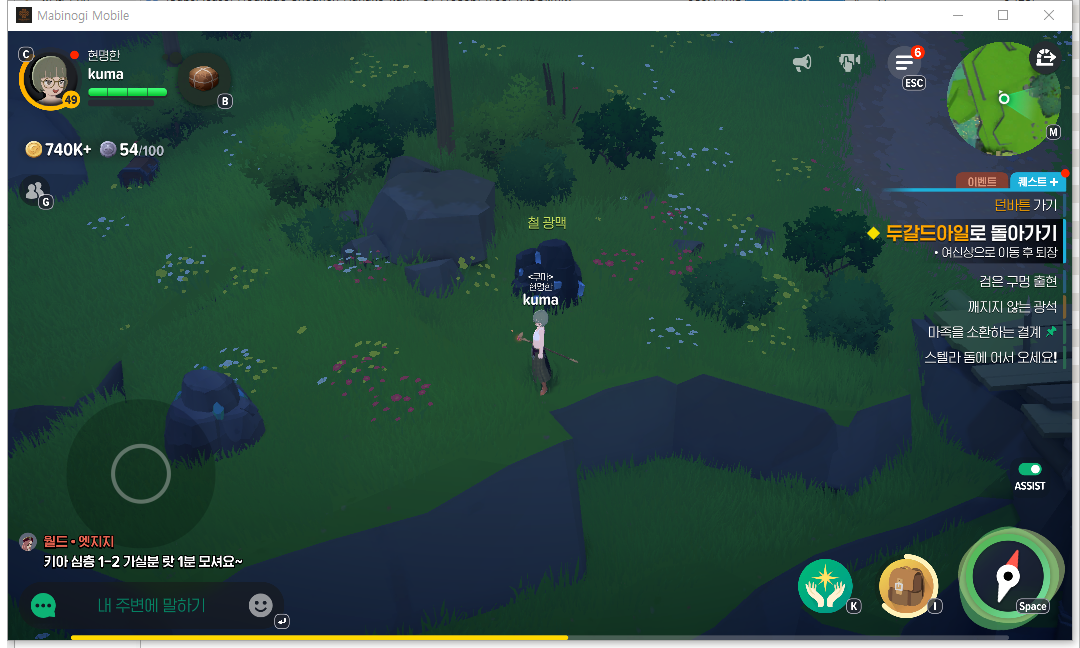 Mabinogi Mobile
C
현명한
kuma
49
B
740K+
54/100
G
6
ESC
M
이벤트
퀘스트 +
던바튼 가기
두갈드아일로 돌아가기
• 여신상으로 이동 후 퇴장
검은 구멍 출현
깨지지 않는 광석
마족을 소환하는 결계
스텔라 돔에 어서 오세요!
철 광맥
<구마>
현명한
kuma
ASSIST
월드 • 엣지지
키아 심층 1-2 기실분 랏 1분 모셔요~
내 주변에 말하기
K
I
Space